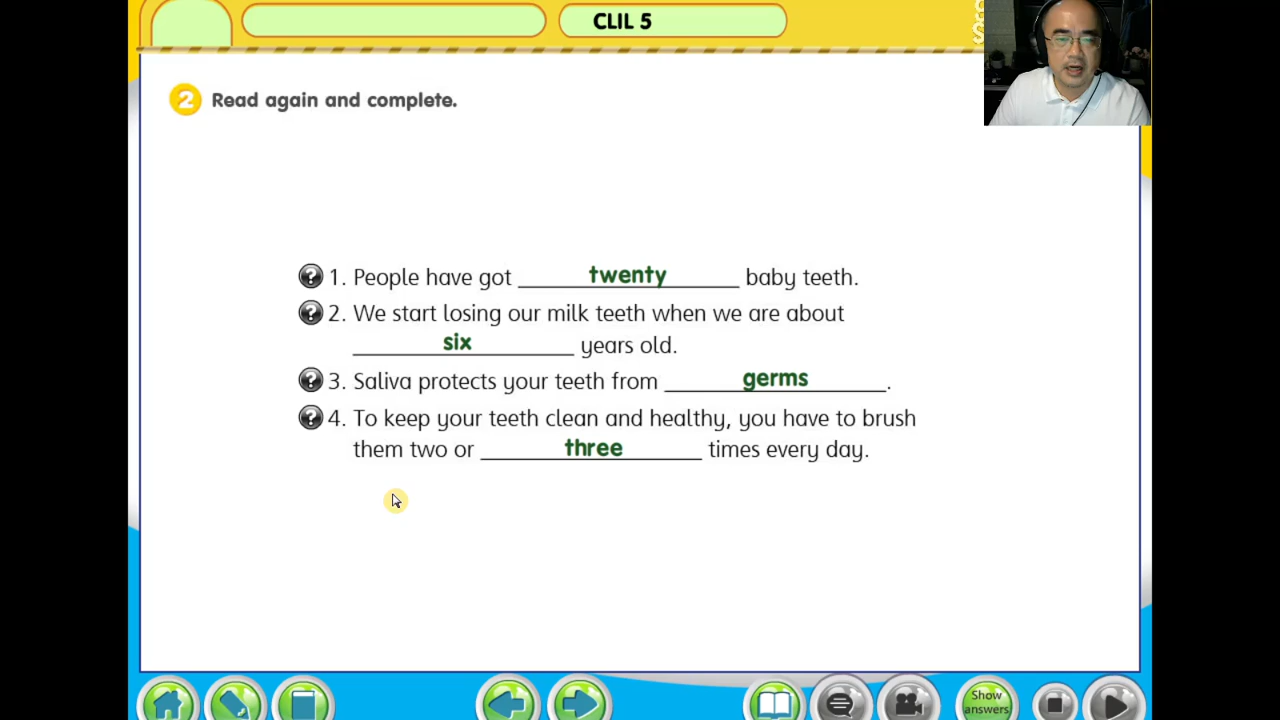 CLIL 5
2 Read again and complete.
1. People have got twenty baby teeth.
2. We start losing our milk teeth when we are about
six years old.
3. Saliva protects your teeth from germs.
4. To keep your teeth clean and healthy, you have to brush
them two or three times every day.
Show
answers